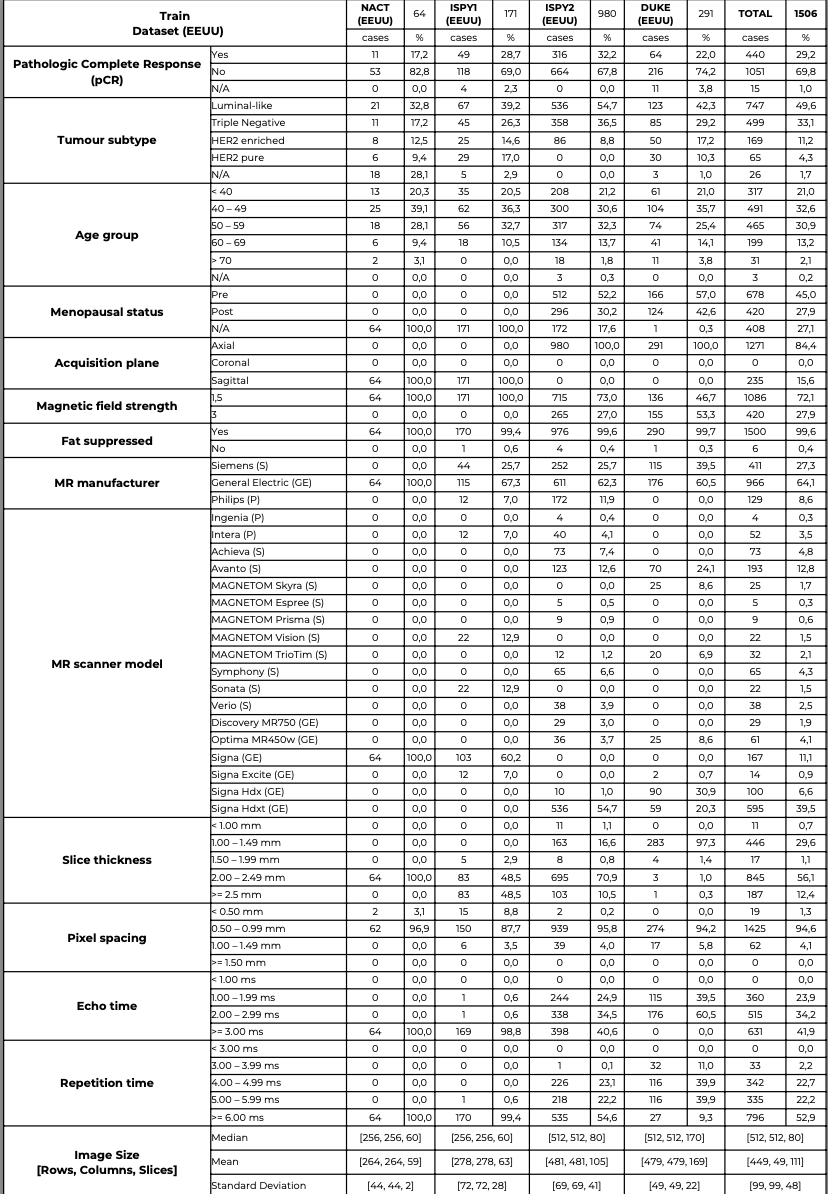 Train Dataset (EEUU) | NACT (EEUU) | 64 | ISPY1 (EEUU) | 171 | ISPY2 (EEUU) | 980 | DUKE (EEUU) | 291 | TOTAL | 1506
cases | % | cases | % | cases | % | cases | % | cases | %
Pathologic Complete Response (pCR)
Yes | 11 | 17,2 | 49 | 28,7 | 316 | 32,2 | 64 | 22,0 | 440 | 29,2
No | 53 | 82,8 | 118 | 69,0 | 664 | 67,8 | 216 | 74,2 | 1051 | 69,8
N/A | 0 | 0,0 | 4 | 2,3 | 0 | 0,0 | 11 | 3,8 | 15 | 1,0
Tumour subtype
Luminal-like | 21 | 32,8 | 67 | 39,2 | 536 | 54,7 | 123 | 42,3 | 747 | 49,6
Triple Negative | 11 | 17,2 | 45 | 26,3 | 358 | 36,5 | 85 | 29,2 | 499 | 33,1
HER2 enriched | 8 | 12,5 | 25 | 14,6 | 86 | 8,8 | 50 | 17,2 | 169 | 11,2
HER2 pure | 6 | 9,4 | 29 | 17,0 | 0 | 0,0 | 30 | 10,3 | 65 | 4,3
N/A | 18 | 28,1 | 5 | 2,9 | 0 | 0,0 | 3 | 1,0 | 26 | 1,7
Age group
< 40 | 13 | 20,3 | 35 | 20,5 | 208 | 21,2 | 61 | 21,0 | 317 | 21,0
40 – 49 | 25 | 39,1 | 62 | 36,3 | 300 | 30,6 | 104 | 35,7 | 491 | 32,6
50 – 59 | 18 | 28,1 | 56 | 32,7 | 317 | 32,3 | 74 | 25,4 | 465 | 30,9
60 – 69 | 6 | 9,4 | 18 | 10,5 | 134 | 13,7 | 41 | 14,1 | 199 | 13,2
> 70 | 2 | 3,1 | 0 | 0,0 | 18 | 1,8 | 11 | 3,8 | 31 | 2,1
N/A | 0 | 0,0 | 0 | 0,0 | 3 | 0,3 | 0 | 0,0 | 3 | 0,2
Menopausal status
Pre | 0 | 0,0 | 0 | 0,0 | 512 | 52,2 | 166 | 57,0 | 678 | 45,0
Post | 0 | 0,0 | 0 | 0,0 | 296 | 30,2 | 124 | 42,6 | 420 | 27,9
N/A | 64 | 100,0 | 171 | 100,0 | 172 | 17,6 | 1 | 0,3 | 408 | 27,1
Acquisition plane
Axial | 0 | 0,0 | 0 | 0,0 | 980 | 100,0 | 291 | 100,0 | 1271 | 84,4
Coronal | 0 | 0,0 | 0 | 0,0 | 0 | 0,0 | 0 | 0,0 | 0 | 0,0
Sagittal | 64 | 100,0 | 171 | 100,0 | 0 | 0,0 | 0 | 0,0 | 235 | 15,6
Magnetic field strength
1,5 | 64 | 100,0 | 171 | 100,0 | 715 | 73,0 | 136 | 46,7 | 1086 | 72,1
3 | 0 | 0,0 | 0 | 0,0 | 265 | 27,0 | 155 | 53,3 | 420 | 27,9
Fat suppressed
Yes | 64 | 100,0 | 170 | 99,4 | 976 | 99,6 | 290 | 99,7 | 1500 | 99,6
No | 0 | 0,0 | 1 | 0,6 | 4 | 0,4 | 1 | 0,3 | 6 | 0,4
MR manufacturer
Siemens (S) | 0 | 0,0 | 44 | 25,7 | 252 | 25,7 | 115 | 39,5 | 411 | 27,3
General Electric (GE) | 64 | 100,0 | 115 | 67,3 | 611 | 62,3 | 176 | 60,5 | 966 | 64,1
Philips (P) | 0 | 0,0 | 12 | 7,0 | 172 | 11,9 | 0 | 0,0 | 129 | 8,6
MR scanner model
Ingenia (P) | 0 | 0,0 | 0 | 0,0 | 4 | 0,4 | 0 | 0,0 | 4 | 0,3
Intera (P) | 0 | 0,0 | 12 | 7,0 | 40 | 4,1 | 0 | 0,0 | 52 | 3,5
Achieva (S) | 0 | 0,0 | 0 | 0,0 | 73 | 7,4 | 0 | 0,0 | 73 | 4,8
Avanto (S) | 0 | 0,0 | 0 | 0,0 | 123 | 12,6 | 70 | 24,1 | 193 | 12,8
MAGNETOM Skyra (S) | 0 | 0,0 | 0 | 0,0 | 0 | 0,0 | 25 | 8,6 | 25 | 1,7
MAGNETOM Espree (S) | 0 | 0,0 | 0 | 0,0 | 5 | 0,5 | 0 | 0,0 | 5 | 0,3
MAGNETOM Prisma (S) | 0 | 0,0 | 0 | 0,0 | 9 | 0,9 | 0 | 0,0 | 9 | 0,6
MAGNETOM Vision (S) | 0 | 0,0 | 22 | 12,9 | 0 | 0,0 | 0 | 0,0 | 22 | 1,5
MAGNETOM TrioTim (S) | 0 | 0,0 | 0 | 0,0 | 12 | 1,2 | 20 | 6,9 | 32 | 2,1
Symphony (S) | 0 | 0,0 | 0 | 0,0 | 65 | 6,6 | 0 | 0,0 | 65 | 4,3
Sonata (S) | 0 | 0,0 | 22 | 12,9 | 0 | 0,0 | 0 | 0,0 | 22 | 1,5
Verio (S) | 0 | 0,0 | 0 | 0,0 | 38 | 3,9 | 0 | 0,0 | 38 | 2,5
Discovery MR750 (GE) | 0 | 0,0 | 0 | 0,0 | 29 | 3,0 | 0 | 0,0 | 29 | 1,9
Optima MR450w (GE) | 0 | 0,0 | 0 | 0,0 | 36 | 3,7 | 25 | 8,6 | 61 | 4,1
Signa (GE) | 64 | 100,0 | 103 | 60,2 | 0 | 0,0 | 0 | 0,0 | 167 | 11,1
Signa Excite (GE) | 0 | 0,0 | 12 | 7,0 | 0 | 0,0 | 2 | 0,7 | 14 | 0,9
Signa Hdx (GE) | 0 | 0,0 | 0 | 0,0 | 10 | 1,0 | 90 | 30,9 | 100 | 6,6
Signa Hdxt (GE) | 0 | 0,0 | 0 | 0,0 | 536 | 54,7 | 59 | 20,3 | 595 | 39,5
Slice thickness
< 1.00 mm | 0 | 0,0 | 0 | 0,0 | 11 | 1,1 | 0 | 0,0 | 11 | 0,7
1.00 – 1.49 mm | 0 | 0,0 | 0 | 0,0 | 163 | 16,6 | 283 | 97,3 | 446 | 29,6
1.50 – 1.99 mm | 0 | 0,0 | 5 | 2,9 | 8 | 0,8 | 4 | 1,4 | 17 | 1,1
2.00 – 2.49 mm | 64 | 100,0 | 83 | 48,5 | 695 | 70,9 | 3 | 1,0 | 845 | 56,1
>= 2.5 mm | 0 | 0,0 | 83 | 48,5 | 103 | 10,5 | 1 | 0,3 | 187 | 12,4
Pixel spacing
< 0.50 mm | 2 | 3,1 | 15 | 8,8 | 2 | 0,2 | 0 | 0,0 | 19 | 1,3
0.50 – 0.99 mm | 62 | 96,9 | 150 | 87,7 | 939 | 95,8 | 274 | 94,2 | 1425 | 94,6
1.00 – 1.49 mm | 0 | 0,0 | 6 | 3,5 | 39 | 4,0 | 17 | 5,8 | 62 | 4,1
>= 1.50 mm | 0 | 0,0 | 0 | 0,0 | 0 | 0,0 | 0 | 0,0 | 0 | 0,0
Echo time
< 1.00 ms | 0 | 0,0 | 0 | 0,0 | 0 | 0,0 | 0 | 0,0 | 0 | 0,0
1.00 – 1.99 ms | 0 | 0,0 | 1 | 0,6 | 244 | 24,9 | 115 | 39,5 | 360 | 23,9
2.00 – 2.99 ms | 0 | 0,0 | 1 | 0,6 | 338 | 34,5 | 176 | 60,5 | 515 | 34,2
>= 3.00 ms | 64 | 100,0 | 169 | 98,8 | 398 | 40,6 | 0 | 0,0 | 631 | 41,9
Repetition time
< 3.00 ms | 0 | 0,0 | 0 | 0,0 | 0 | 0,0 | 0 | 0,0 | 0 | 0,0
3.00 – 3.99 ms | 0 | 0,0 | 0 | 0,0 | 1 | 0,1 | 32 | 11,0 | 33 | 2,2
4.00 – 4.99 ms | 0 | 0,0 | 0 | 0,0 | 226 | 23,1 | 116 | 39,9 | 342 | 22,7
5.00 – 5.99 ms | 0 | 0,0 | 1 | 0,6 | 218 | 22,2 | 116 | 39,9 | 335 | 22,2
>= 6.00 ms | 64 | 100,0 | 170 | 99,4 | 535 | 54,6 | 27 | 9,3 | 796 | 52,9
Image Size [Rows, Columns, Slices]
Median | [256, 256, 60] | [256, 256, 60] | [512, 512, 80] | [512, 512, 170] | [512, 512, 80]
Mean | [264, 264, 59] | [278, 278, 63] | [481, 481, 105] | [479, 479, 169] | [449, 49, 111]
Standard Deviation | [44, 44, 2] | [72, 72, 28] | [69, 69, 41] | [49, 49, 22] | [99, 99, 48]